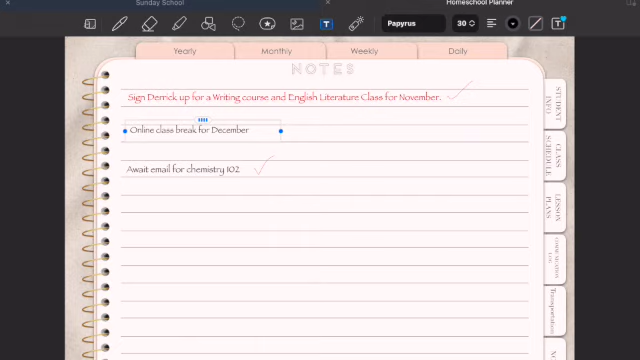 Sunday School
Homeschool Planner
Papyrus
30
Yearly
Monthly
Weekly
Daily
NOTES
Sign Derrick up for a Writing course and English Literature Class for November.
Online class break for December
Await email for chemistry 102
STUDENT INFO
CLASS SCHEDULE
LESSON PLANS
Transportation